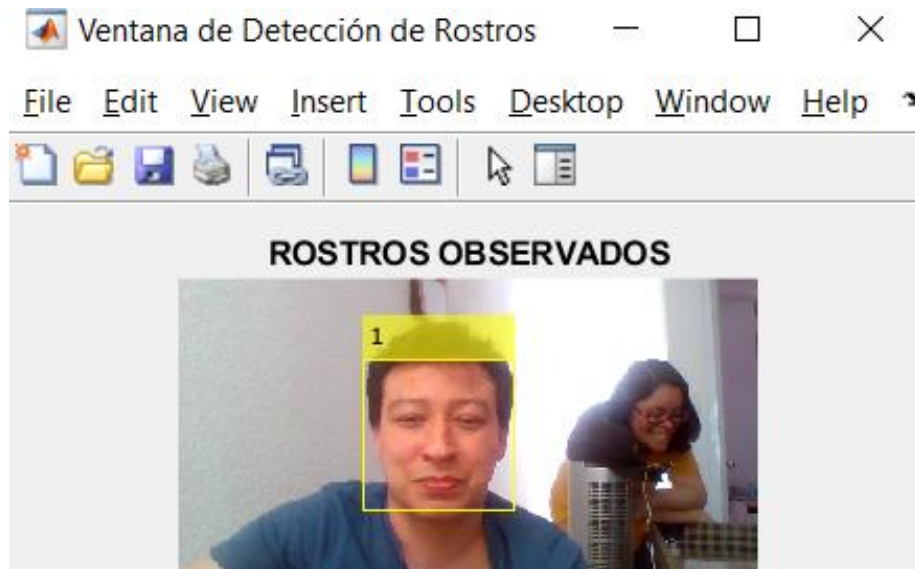 Ventana de Detección de Rostros
File Edit View Insert Tools Desktop Window Help
ROSTROS OBSERVADOS
1